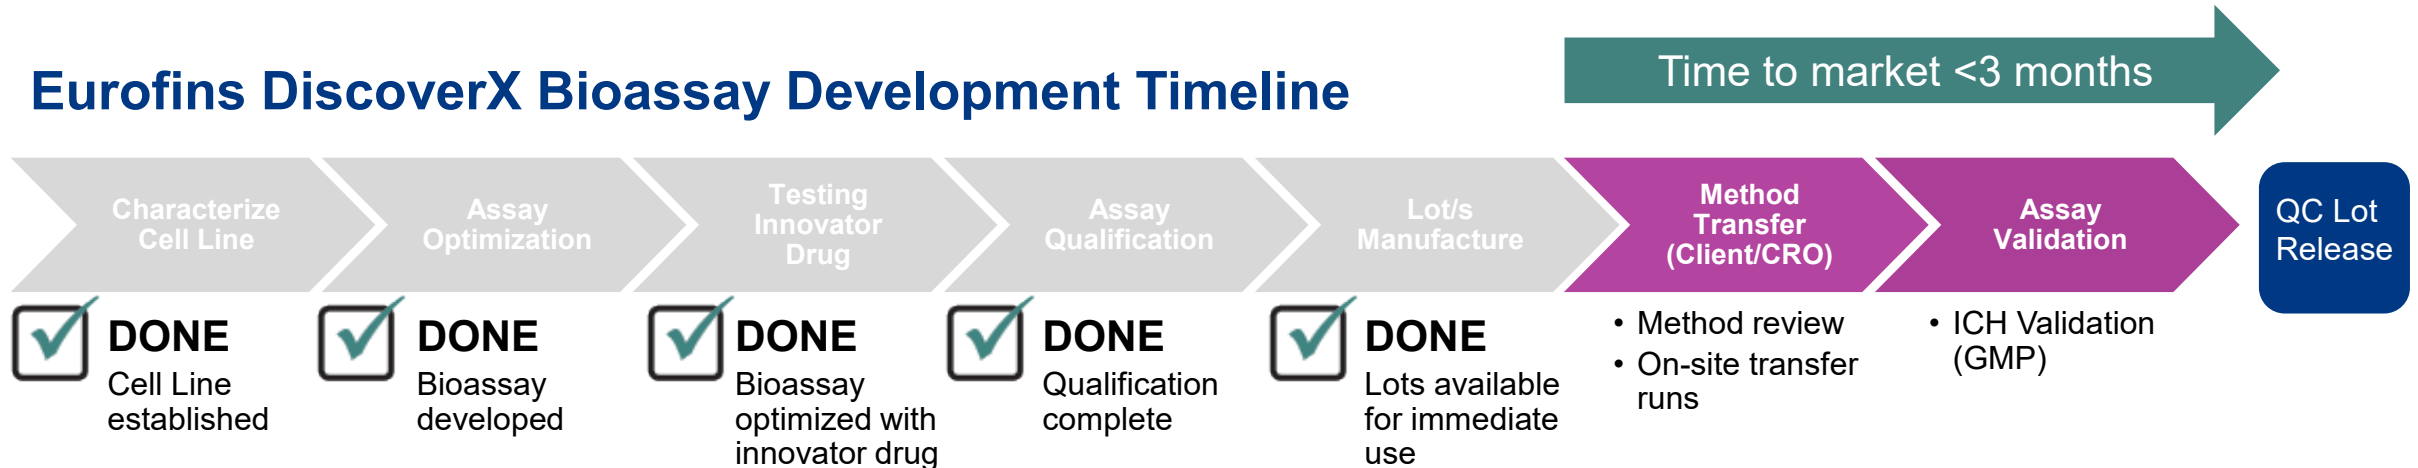 Time to market <3 months
Eurofins DiscoverX Bioassay Development Timeline
Characterize
Cell Line
Assay
Optimization
Testing
Innovator
Drug
Assay
Qualification
Lot/s
Manufacture
Method
Transfer
(Client/CRO)
Assay
Validation
QC Lot
Release
DONE
Cell Line
established
DONE
Bioassay
developed
DONE
Bioassay
optimized with
innovator drug
DONE
Qualification
complete
DONE
Lots available
for immediate
use
• Method review
• On-site transfer
runs
• ICH Validation
(GMP)